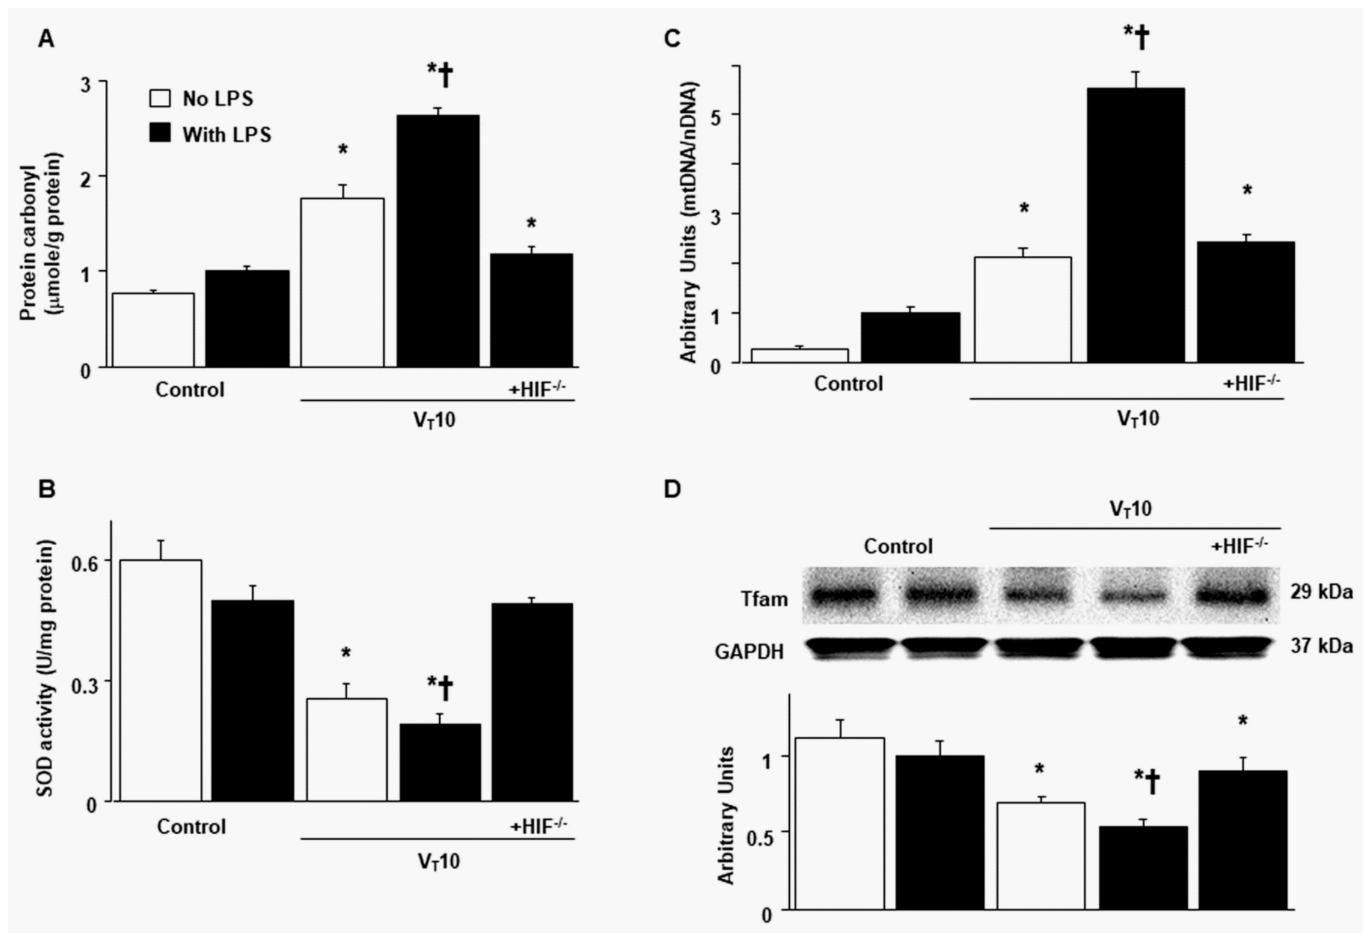 A
3
2
1
0
Protein carbonyl
(μmole/g protein)
No LPS
With LPS
*
*†
*
Control
+HIF-/-
VT10
B
0.6
0.3
0
SOD activity (U/mg protein)
*
*†
Control
+HIF-/-
VT10
C
5
3
1
0
Arbitrary Units (mtDNA/nDNA)
*
*†
*
Control
+HIF-/-
VT10
D
VT10
Control
+HIF-/-
Tfam
29 kDa
GAPDH
37 kDa
1
0.5
0
Arbitrary Units
*
*†
*